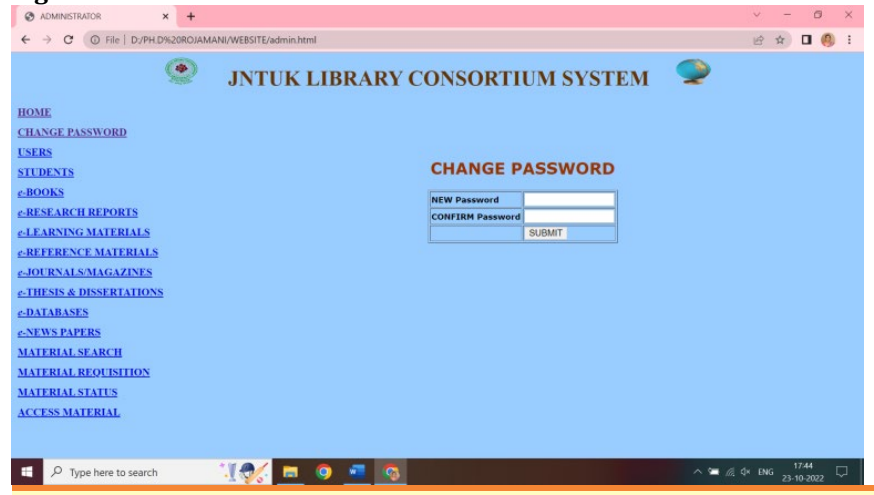 ADMINISTRATOR
File | D:/PH.D%20ROJAMANI/WEBSITE/admin.html
JNTUK LIBRARY CONSORTIUM SYSTEM
HOME
CHANGE PASSWORD
USERS
STUDENTS
e-BOOKS
e-RESEARCH REPORTS
e-LEARNING MATERIALS
e-REFERENCE MATERIALS
e-JOURNALS/MAGAZINES
e-THESIS & DISSERTATIONS
e-DATABASES
e-NEWS PAPERS
MATERIAL SEARCH
MATERIAL REQUISITION
MATERIAL STATUS
ACCESS MATERIAL
CHANGE PASSWORD
NEW Password
CONFIRM Password
SUBMIT
Type here to search
ENG
17:44
23-10-2022